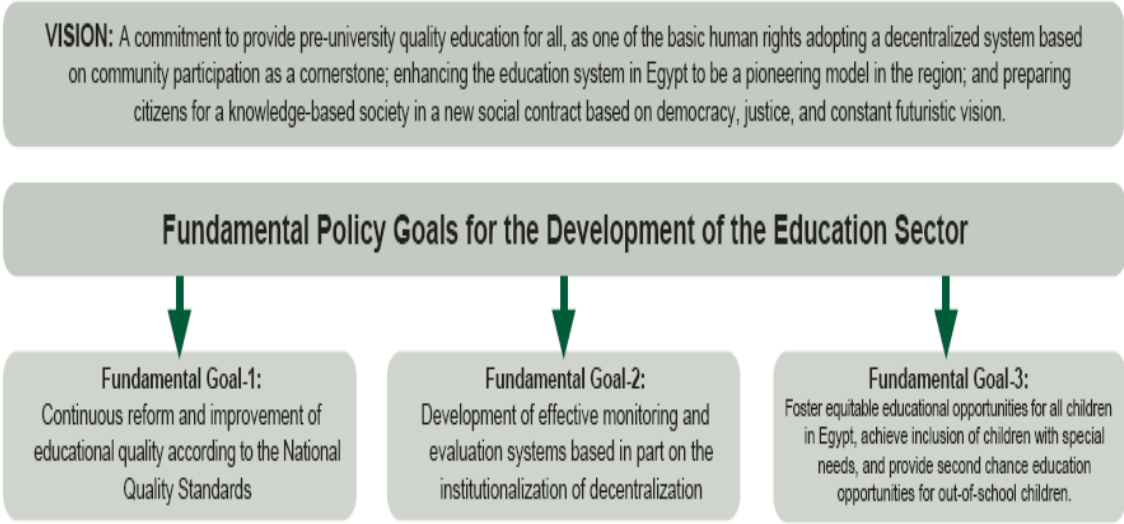 VISION: A commitment to provide pre-university quality education for all, as one of the basic human rights adopting a decentralized system based
on community participation as a cornerstone; enhancing the education system in Egypt to be a pioneering model in the region; and preparing
citizens for a knowledge-based society in a new social contract based on democracy, justice, and constant futuristic vision.
Fundamental Policy Goals for the Development of the Education Sector
Fundamental Goal-1:
Continuous reform and improvement of
educational quality according to the National
Quality Standards
Fundamental Goal-2:
Development of effective monitoring and
evaluation systems based in part on the
institutionalization of decentralization
Fundamental Goal-3:
Foster equitable educational opportunities for all children
in Egypt, achieve inclusion of children with special
needs, and provide second chance education
opportunities for out-of-school children.